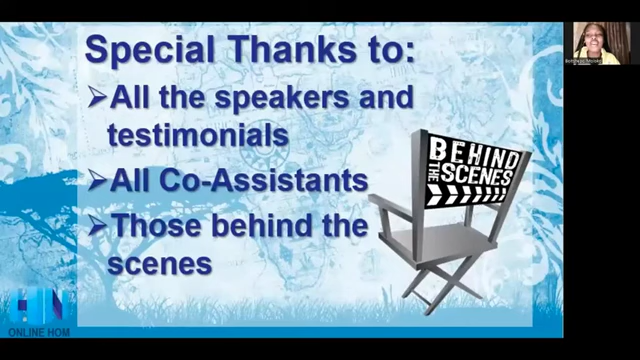 Special Thanks to:
All the speakers and
testimonials
All Co-Assistants
Those behind the
scenes
BEHIND
THE
SCENES
ONLINE HOM